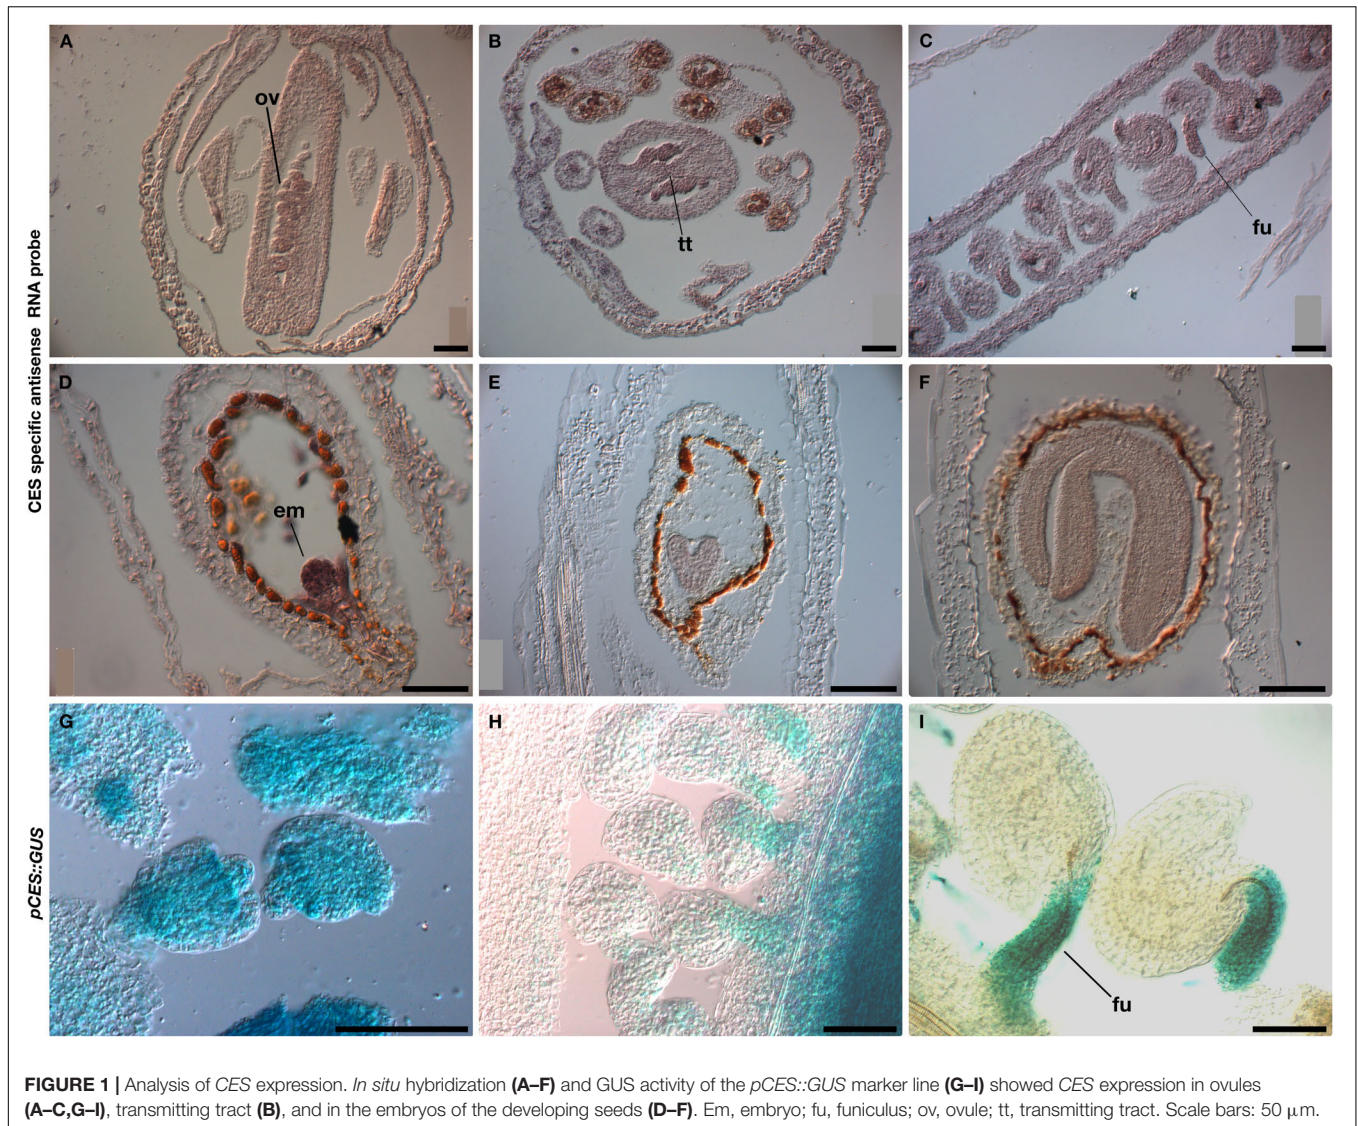 A
B
C
ov
tt
fu
CES specific antisense RNA probe
D
E
F
em
G
H
I
fu
pCES::GUS
FIGURE 1 | Analysis of CES expression. In situ hybridization (A–F) and GUS activity of the pCES::GUS marker line (G–I) showed CES expression in ovules
(A–C,G–I), transmitting tract (B), and in the embryos of the developing seeds (D–F). Em, embryo; fu, funiculus; ov, ovule; tt, transmitting tract. Scale bars: 50 μm.